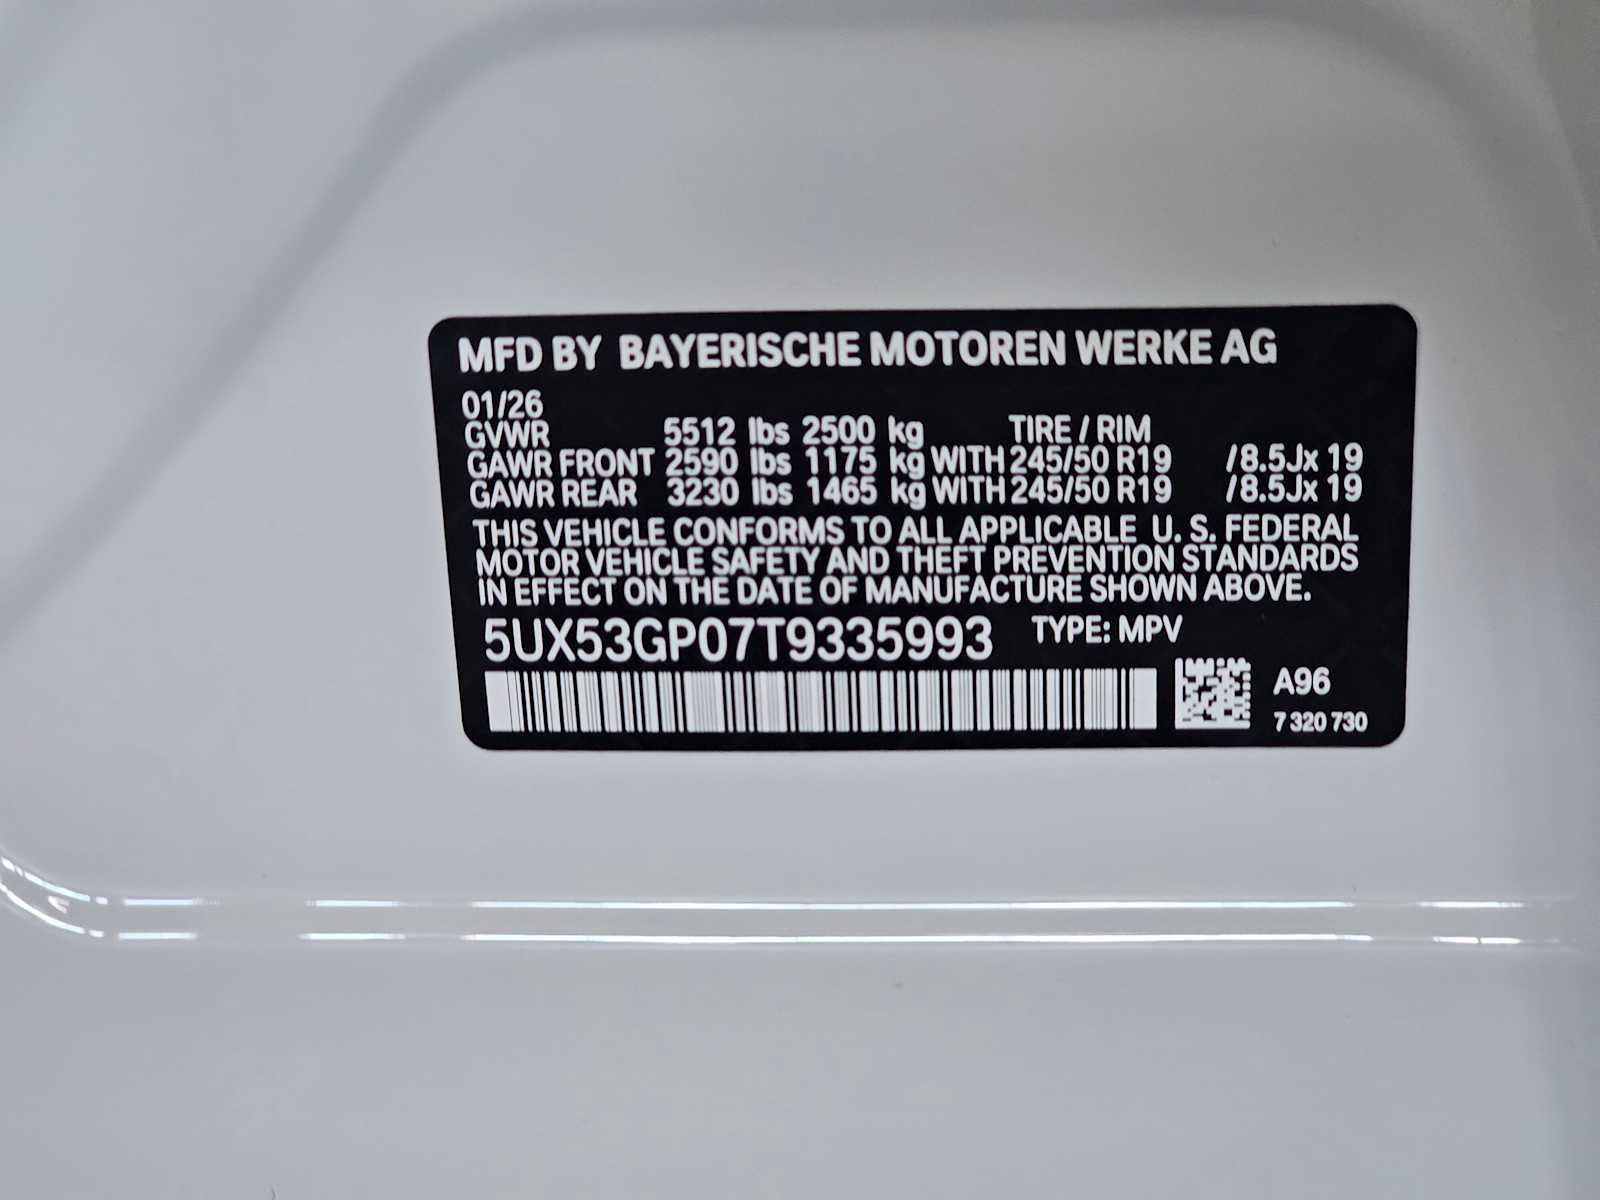 MFD BY BAYERISCHE MOTOREN WERKE AG
01/26
GVWR 5512 lbs 2500 kg TIRE / RIM
GAWR FRONT 2590 lbs 1175 kg WITH 245/50 R19 /8.5Jx 19
GAWR REAR 3230 lbs 1465 kg WITH 245/50 R19 /8.5Jx 19
THIS VEHICLE CONFORMS TO ALL APPLICABLE U. S. FEDERAL
MOTOR VEHICLE SAFETY AND THEFT PREVENTION STANDARDS
IN EFFECT ON THE DATE OF MANUFACTURE SHOWN ABOVE.
5UX53GP07T9335993 TYPE: MPV
A96
7 320 730